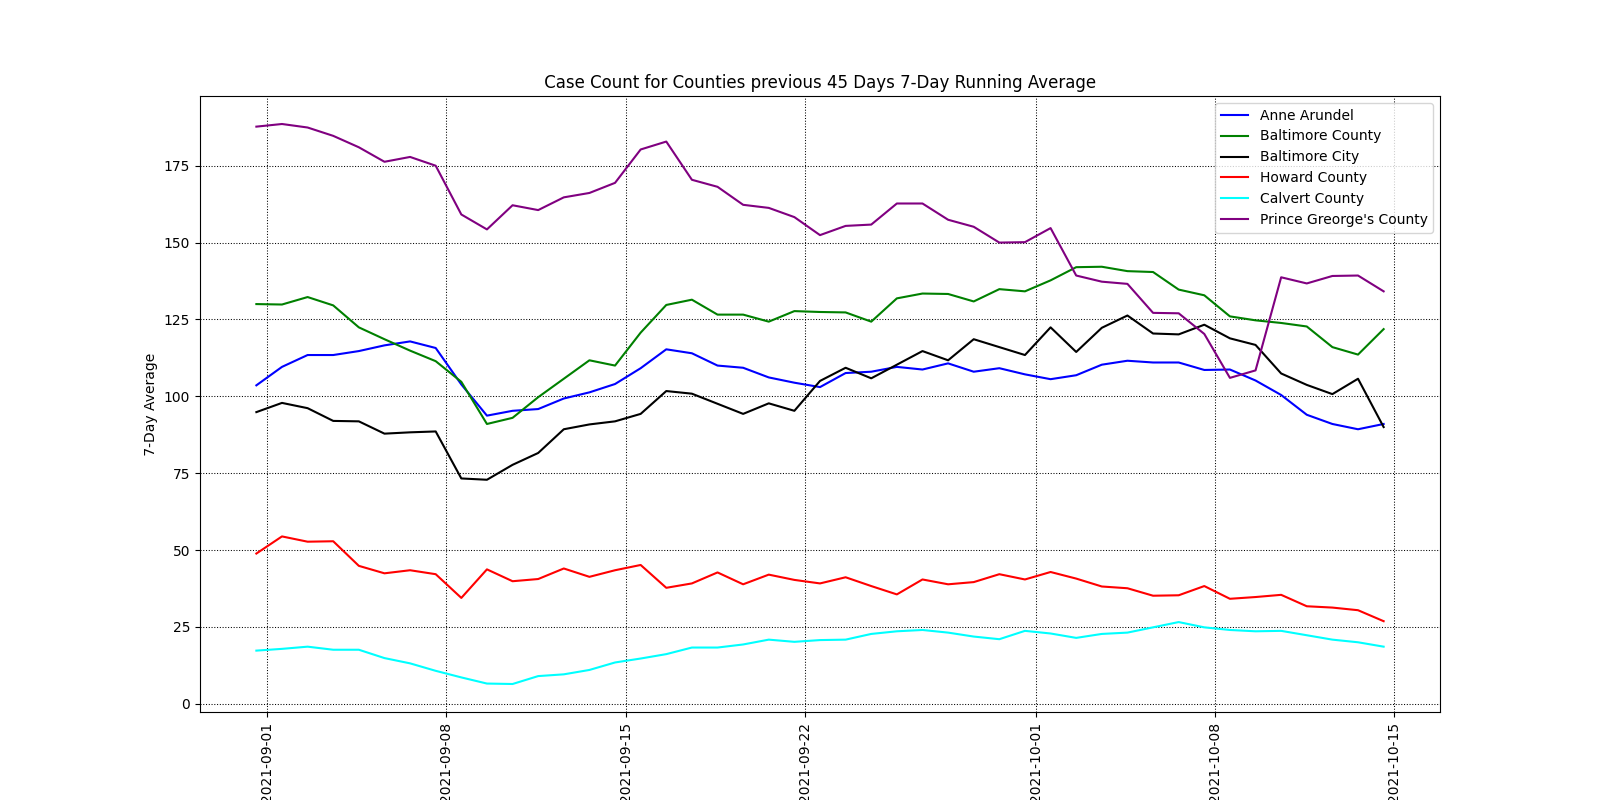 Case Count for Counties previous 45 Days 7-Day Running Average
Anne Arundel
Baltimore County
Baltimore City
Howard County
Calvert County
Prince Greorge's County
7-Day Average
175
150
125
100
75
50
25
0
2021-09-01
2021-09-08
2021-09-15
2021-09-22
2021-10-01
2021-10-08
2021-10-15